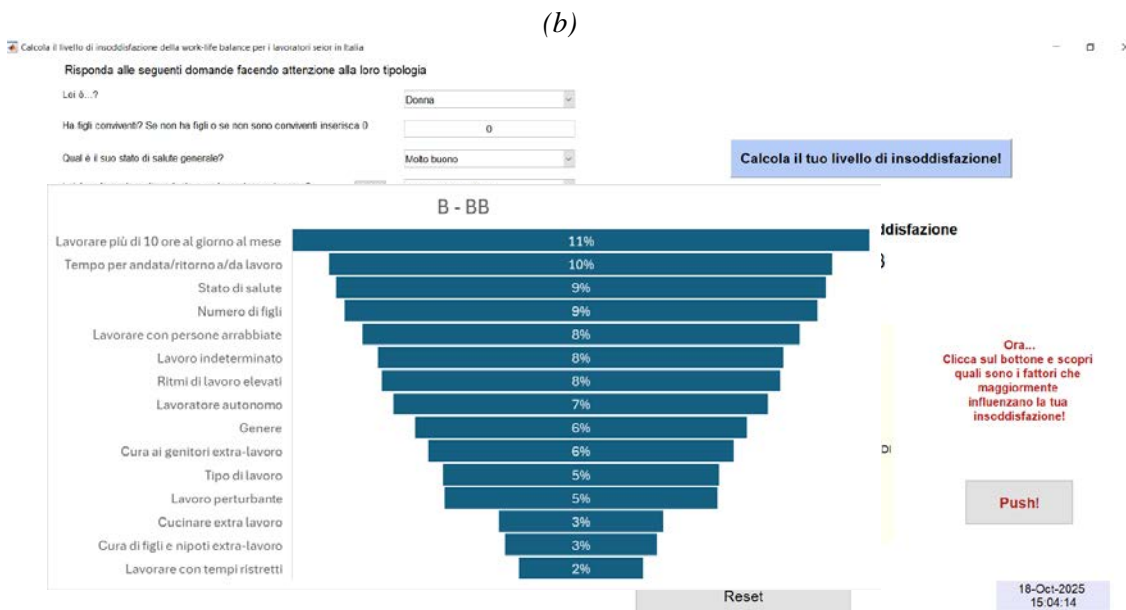 (b)
Calcola il livello di insoddisfazione della work-life balance per i lavoratori seior in Italia
Risponda alle seguenti domande facendo attenzione alla loro tipologia
Lei è...?
Donna
Ha figli conviventi? Se non ha figli o se non sono conviventi inserisca 0
0
Qual è il suo stato di salute generale?
Molto buono
Calcola il tuo livello di insoddisfazione!
B - BB
Lavorare più di 10 ore al giorno al mese
11%
Tempo per andata/ritorno a/da lavoro
10%
Stato di salute
9%
Numero di figli
9%
Lavorare con persone arrabbiate
8%
Lavoro indeterminato
8%
Ritmi di lavoro elevati
8%
Lavoratore autonomo
7%
Genere
6%
Cura ai genitori extra-lavoro
6%
Tipo di lavoro
5%
Lavoro perturbante
5%
Cucinare extra lavoro
3%
Cura di figli e nipoti extra-lavoro
3%
Lavorare con tempi ristretti
2%
ddisfazione
Ora...
Clicca sul bottone e scopri
quali sono i fattori che
maggiormente
influenzano la tua
insoddisfazione!
DI
Push!
Reset
18-Oct-2025
15:04:14